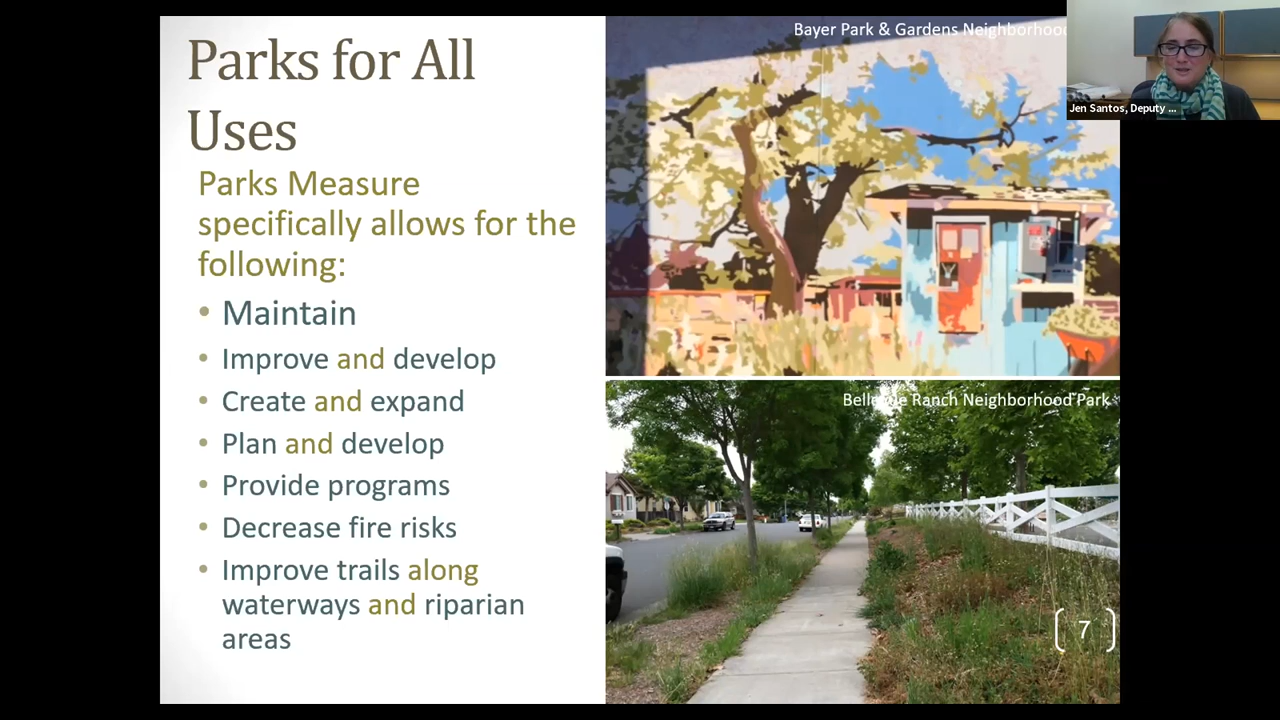 Parks for All
Uses
Parks Measure
specifically allows for the
following:
• Maintain
• Improve and develop
• Create and expand
• Plan and develop
• Provide programs
• Decrease fire risks
• Improve trails along
waterways and riparian
areas
Bayer Park & Gardens
Ranch Neighborhood Park
7
Jen Santos, Deputy ...